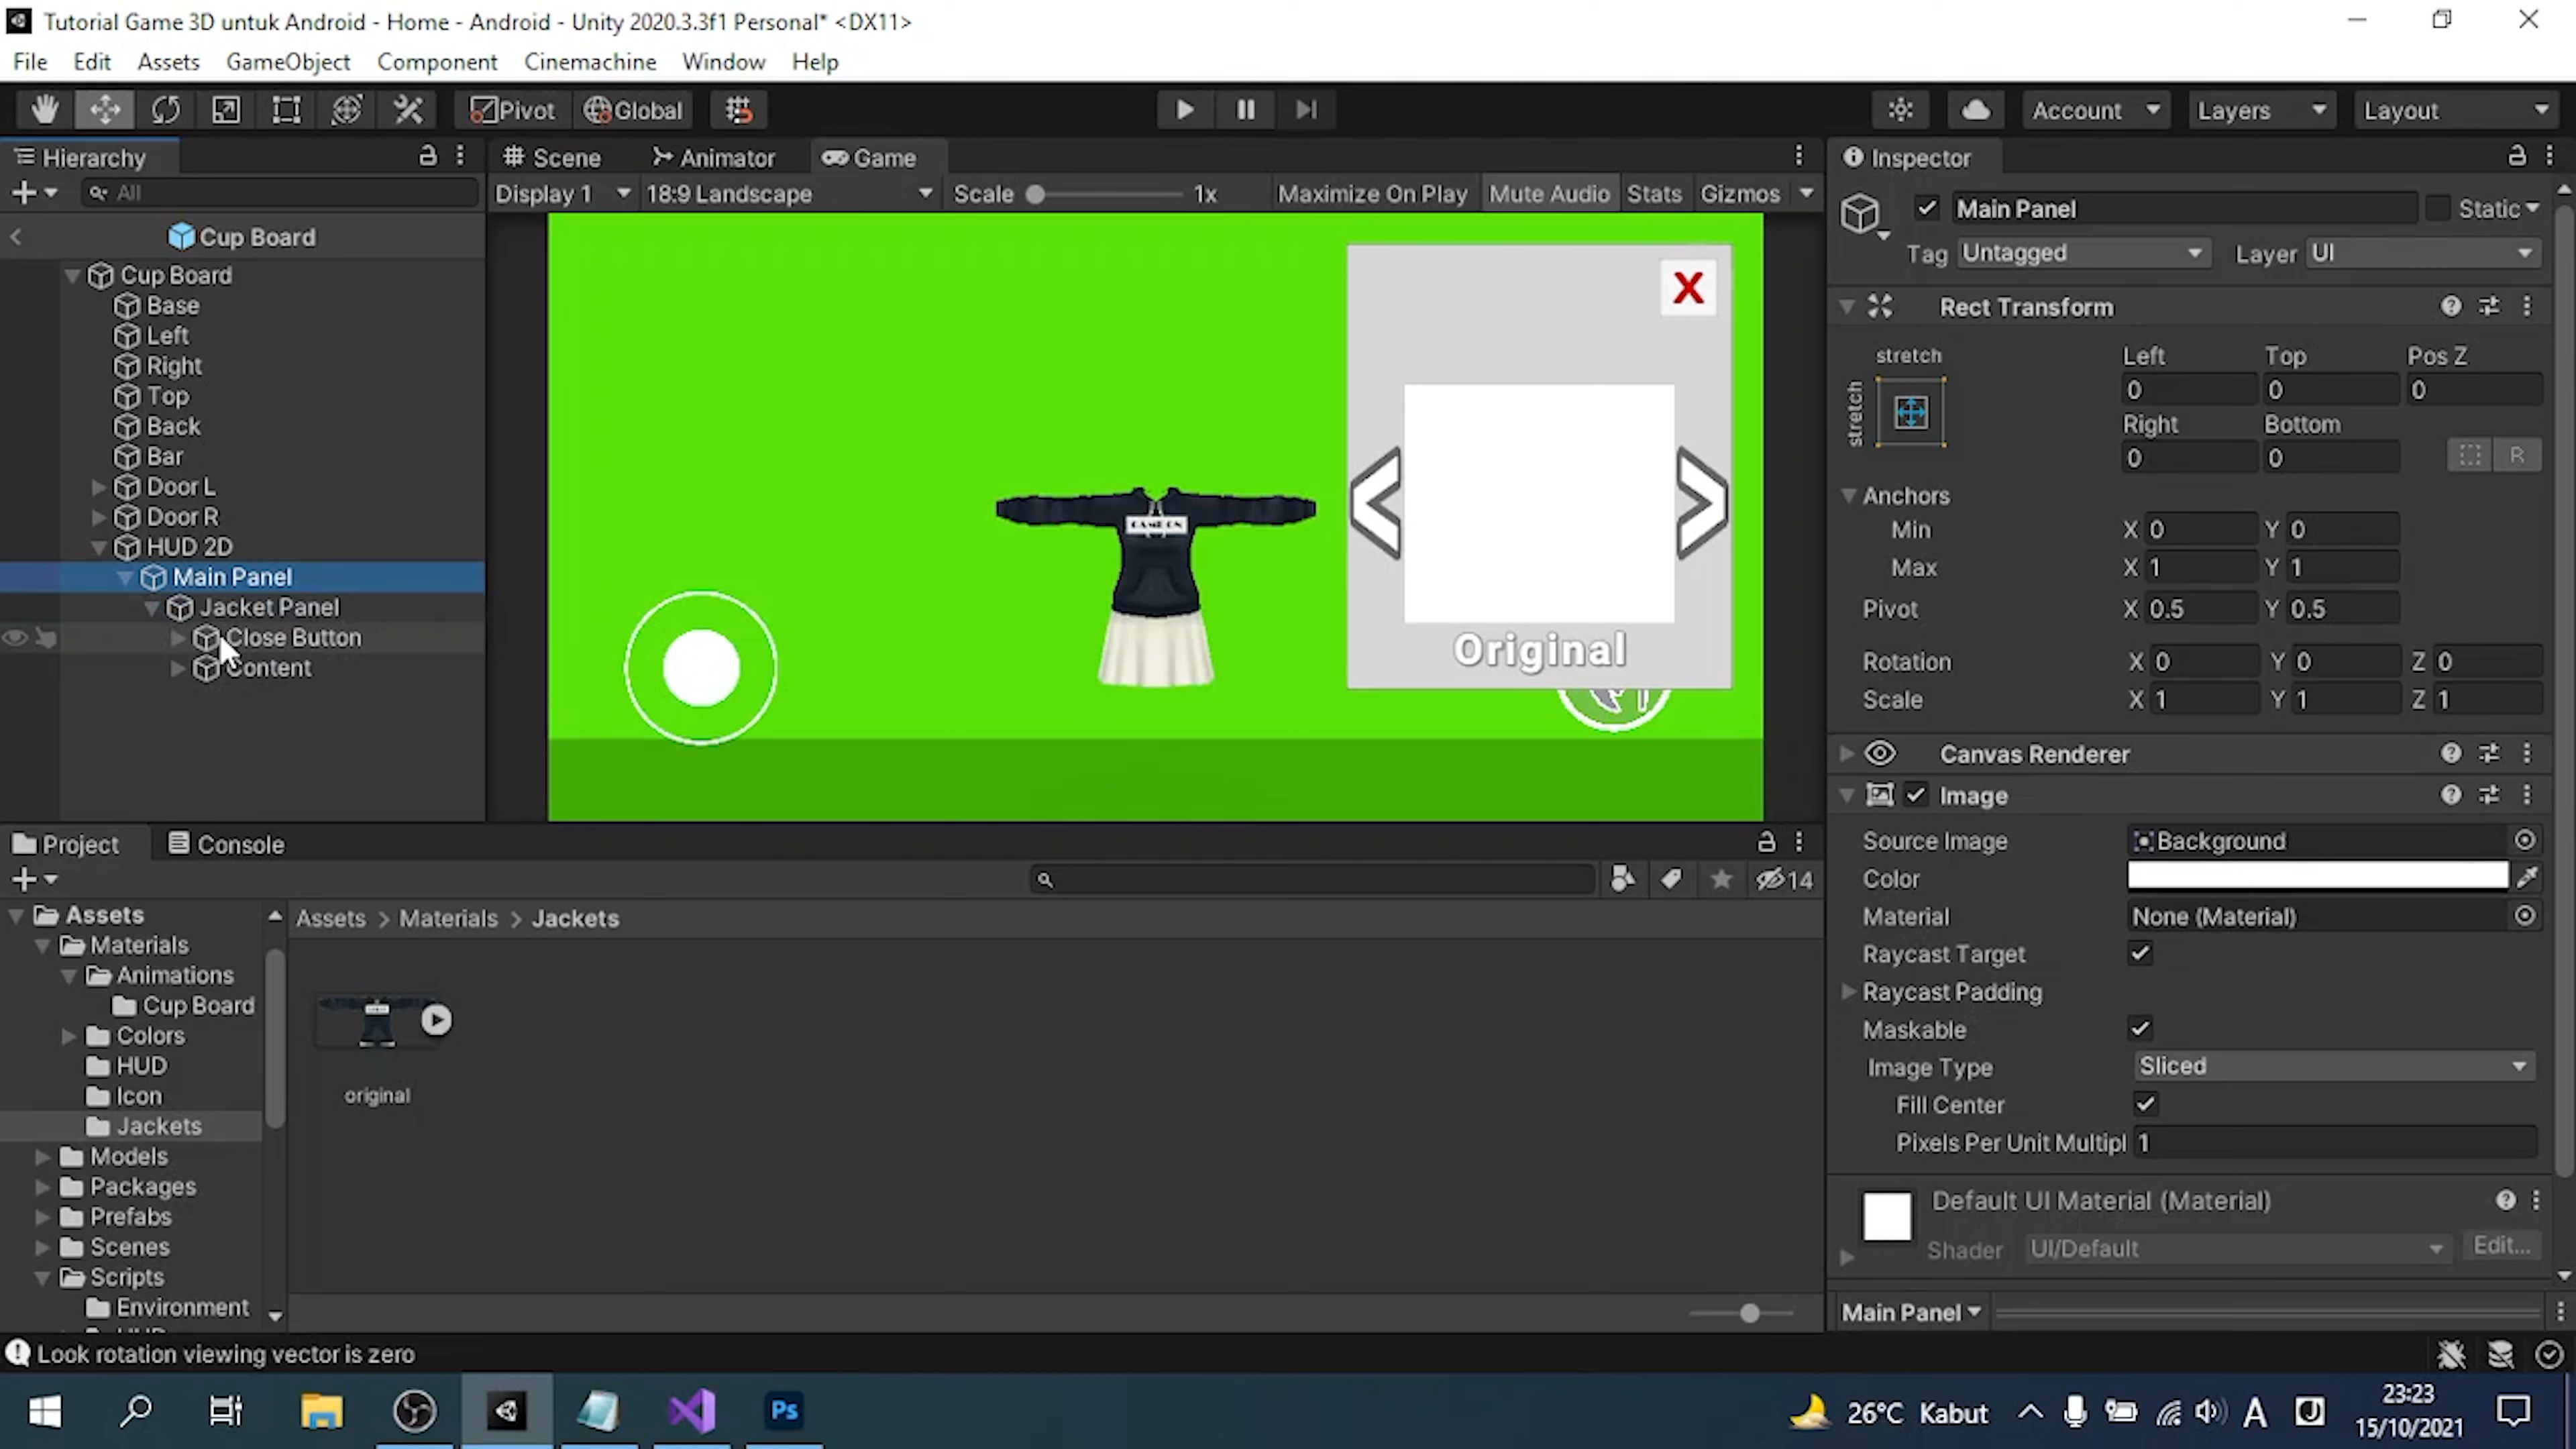 Tutorial Game 3D untuk Android - Home - Android - Unity 2020.3.3f1 Personal* <DX11>
File Edit Assets GameObject Component Cinemachine Window Help
Pivot Global Account Layers Layout
Hierarchy
All
Cup Board
Cup Board
Base
Left
Right
Top
Back
Bar
Door L
Door R
HUD 2D
Main Panel
Jacket Panel
Close Button
Content
Scene Animator Game
Display 1 18:9 Landscape Scale 1x Maximize On Play Mute Audio Stats Gizmos
X
< >
Original
Inspector
Main Panel Static
Tag Untagged Layer UI
Rect Transform
stretch Left Top Pos Z
stretch 0 0 0
Right Bottom
0 0 R
Anchors
Min X 0 Y 0
Max X 1 Y 1
Pivot X 0.5 Y 0.5
Rotation X 0 Y 0 Z 0
Scale X 1 Y 1 Z 1
Canvas Renderer
Image
Source Image Background
Color
Material None (Material)
Raycast Target
Raycast Padding
Maskable
Image Type Sliced
Fill Center
Pixels Per Unit Multipl 1
Default UI Material (Material)
Shader UI/Default Edit...
Main Panel
Project Console
14
Assets
Materials
Animations
Cup Board
Colors
HUD
Icon
Jackets
Models
Packages
Prefabs
Scenes
Scripts
Environment
Assets > Materials > Jackets
original
Look rotation viewing vector is zero
Ps
26°C Kabut A
23:23
15/10/2021